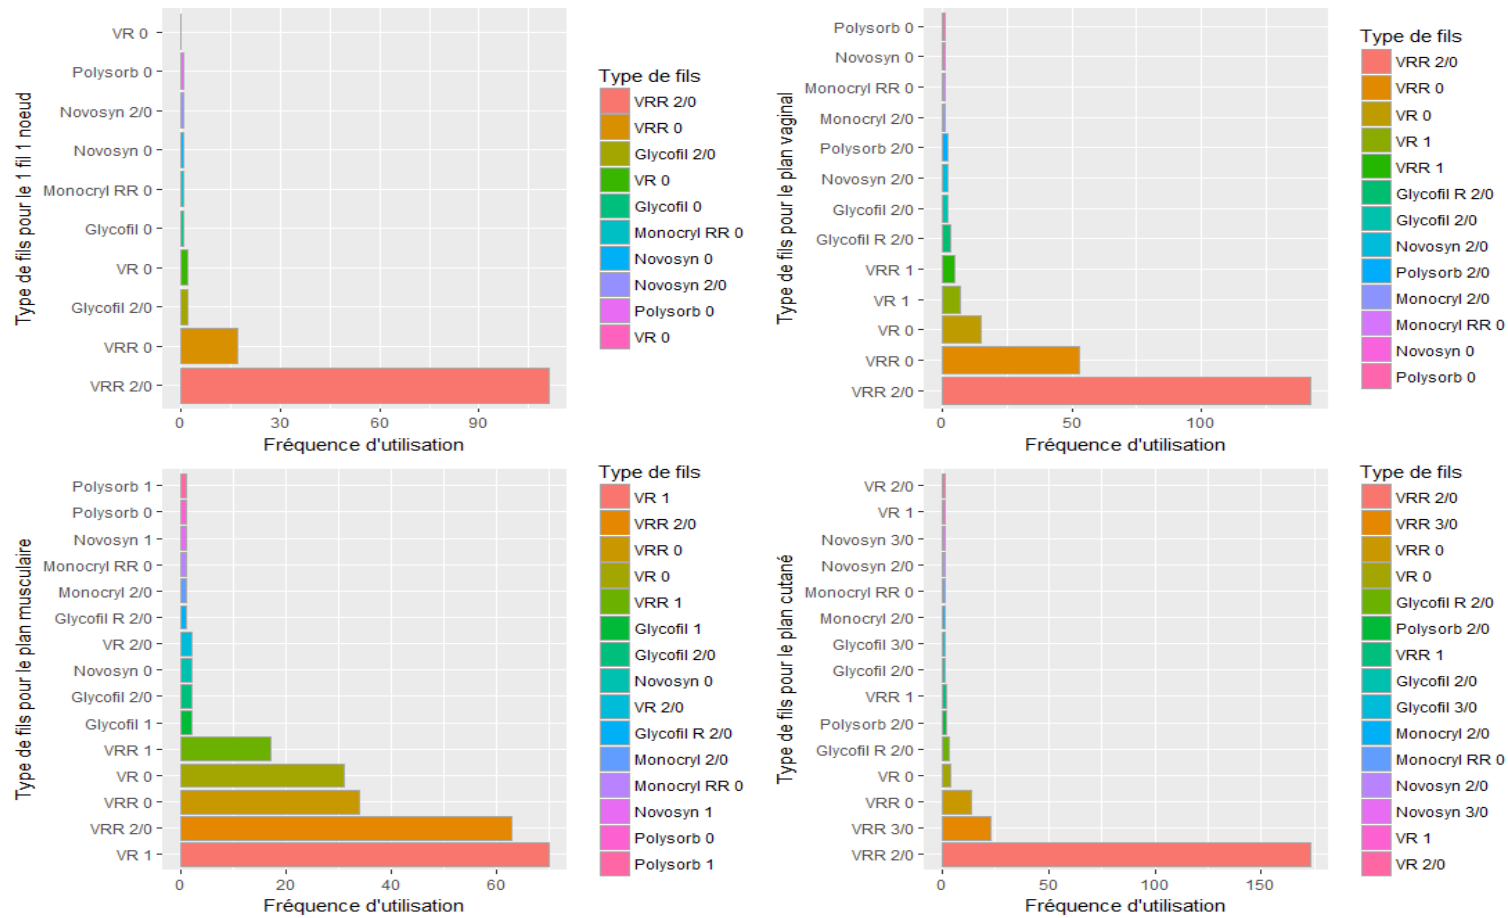 Type de fils pour le 1 fil 1 noeud
VR 0
Polysorb 0
Novosyn 2/0
Novosyn 0
Monocryl RR 0
Glycofil 0
VR 0
Glycofil 2/0
VRR 0
VRR 2/0
0
30
60
90
Fréquence d'utilisation
Type de fils
VRR 2/0
VRR 0
Glycofil 2/0
VR 0
Glycofil 0
Monocryl RR 0
Novosyn 0
Novosyn 2/0
Polysorb 0
VR 0
Type de fils pour le plan vaginal
Polysorb 0
Novosyn 0
Monocryl RR 0
Monocryl 2/0
Polysorb 2/0
Novosyn 2/0
Glycofil 2/0
Glycofil R 2/0
VRR 1
VR 1
VR 0
VRR 0
VRR 2/0
0
50
100
Fréquence d'utilisation
Type de fils
VRR 2/0
VRR 0
VR 0
VR 1
VRR 1
Glycofil R 2/0
Glycofil 2/0
Novosyn 2/0
Polysorb 2/0
Monocryl 2/0
Monocryl RR 0
Novosyn 0
Polysorb 0
Type de fils pour le plan musculaire
Polysorb 1
Polysorb 0
Novosyn 1
Monocryl RR 0
Monocryl 2/0
Glycofil R 2/0
VR 2/0
Novosyn 0
Glycofil 2/0
Glycofil 1
VRR 1
VR 0
VRR 0
VRR 2/0
VR 1
0
20
40
60
Fréquence d'utilisation
Type de fils
VR 1
VRR 2/0
VRR 0
VR 0
VRR 1
Glycofil 1
Glycofil 2/0
Novosyn 0
VR 2/0
Glycofil R 2/0
Monocryl 2/0
Monocryl RR 0
Novosyn 1
Polysorb 0
Polysorb 1
Type de fils pour le plan cutané
VR 2/0
VR 1
Novosyn 3/0
Novosyn 2/0
Monocryl RR 0
Monocryl 2/0
Glycofil 3/0
Glycofil 2/0
VRR 1
Polysorb 2/0
Glycofil R 2/0
VR 0
VRR 0
VRR 3/0
VRR 2/0
0
50
100
150
Fréquence d'utilisation
Type de fils
VRR 2/0
VRR 3/0
VRR 0
VR 0
Glycofil R 2/0
Polysorb 2/0
VRR 1
Glycofil 2/0
Glycofil 3/0
Monocryl 2/0
Monocryl RR 0
Novosyn 2/0
Novosyn 3/0
VR 1
VR 2/0